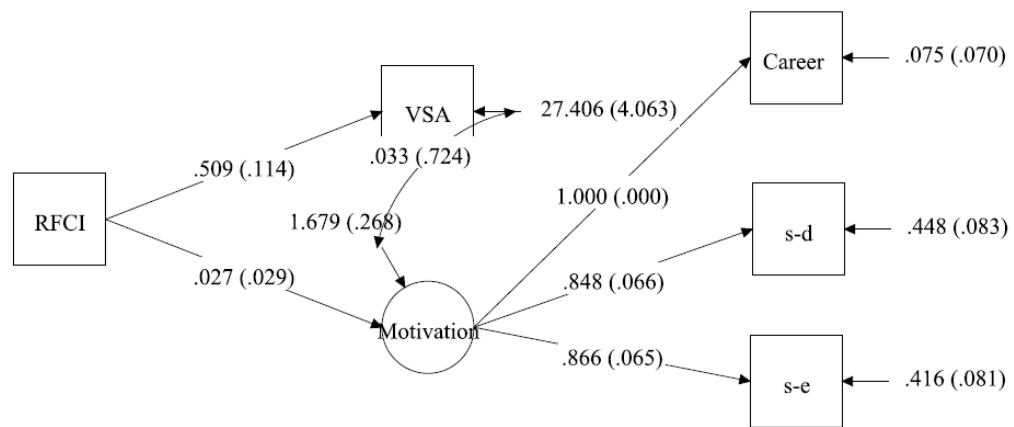 Career
.075 (.070)
VSA
27.406 (4.063)
.033 (.724)
.509 (.114)
1.000 (.000)
RFCI
1.679 (.268)
s-d
.448 (.083)
.027 (.029)
.848 (.066)
Motivation
.866 (.065)
s-e
.416 (.081)